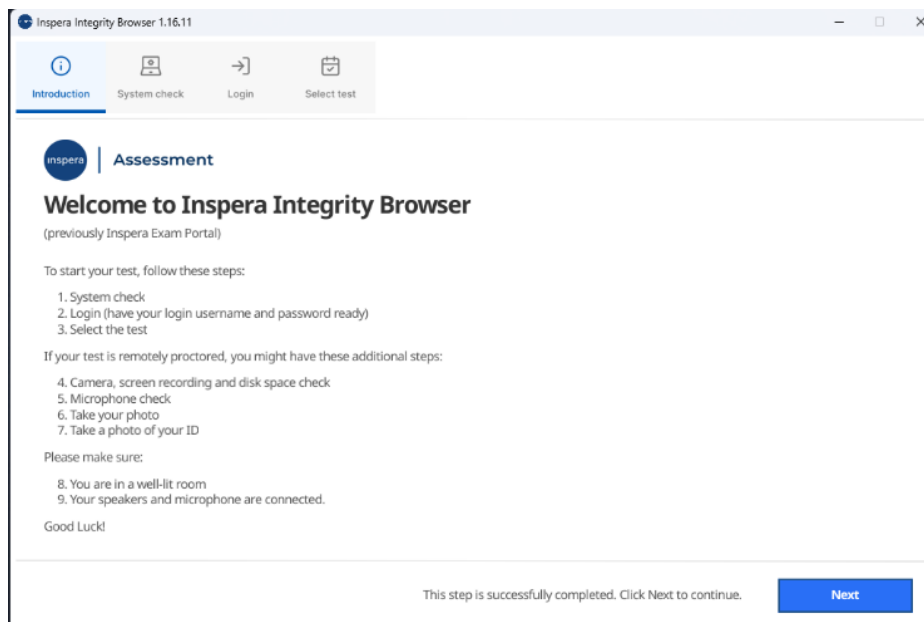 Inspera Integrity Browser 1.16.11
Introduction System check Login Select test
inspera Assessment
Welcome to Inspera Integrity Browser
(previously Inspera Exam Portal)
To start your test, follow these steps:
1. System check
2. Login (have your login username and password ready)
3. Select the test
If your test is remotely proctored, you might have these additional steps:
4. Camera, screen recording and disk space check
5. Microphone check
6. Take your photo
7. Take a photo of your ID
Please make sure:
8. You are in a well-lit room
9. Your speakers and microphone are connected.
Good Luck!
This step is successfully completed. Click Next to continue. Next